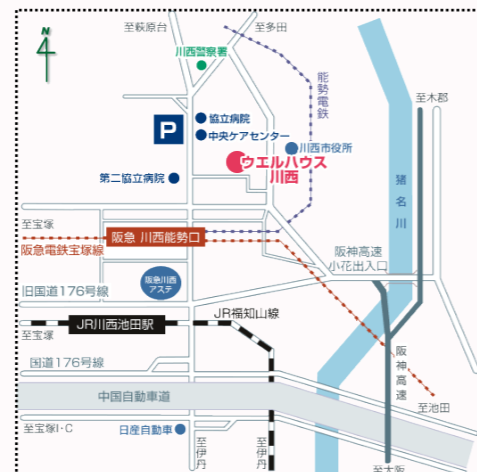 至萩原台
至多田
N
川西警察署
能勢電鉄
至木部
P
協立病院
中央ケアセンター
川西市役所
ウエルハウス
川西
第二協立病院
猪名川
至宝塚
阪急 川西能勢口
阪急電鉄宝塚線
阪神高速
小花出入口
阪急川西
アステ
旧国道176号線
JR川西池田駅
JR福知山線
至宝塚
国道176号線
阪神高速
中国自動車道
至池田
至宝塚I・C
日産自動車
至伊丹
至伊丹
至大阪